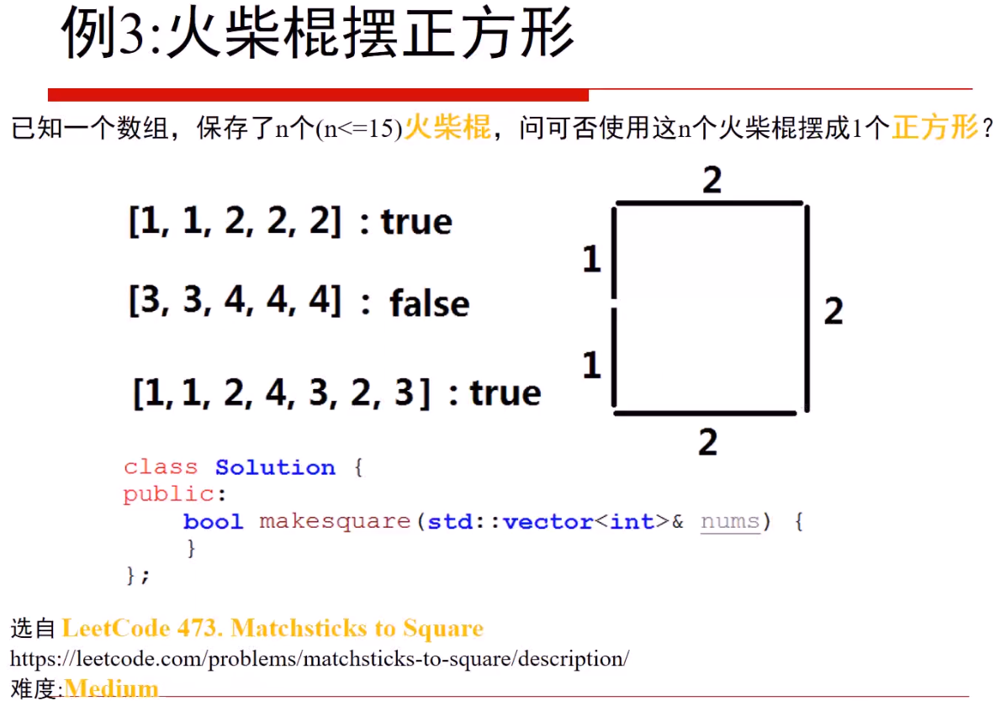 例3:火柴棍摆正方形
已知一个数组，保存了n个(n<=15)火柴棍，问可否使用这n个火柴棍摆成1个正方形？
[1, 1, 2, 2, 2] : true
[3, 3, 4, 4, 4] : false
[1, 1, 2, 4, 3, 2, 3] : true
2
1
2
1
2
class Solution {
public:
    bool makesquare(std::vector<int>& nums) {
    }
};
选自 LeetCode 473. Matchsticks to Square
https://leetcode.com/problems/matchsticks-to-square/description/
难度:Medium